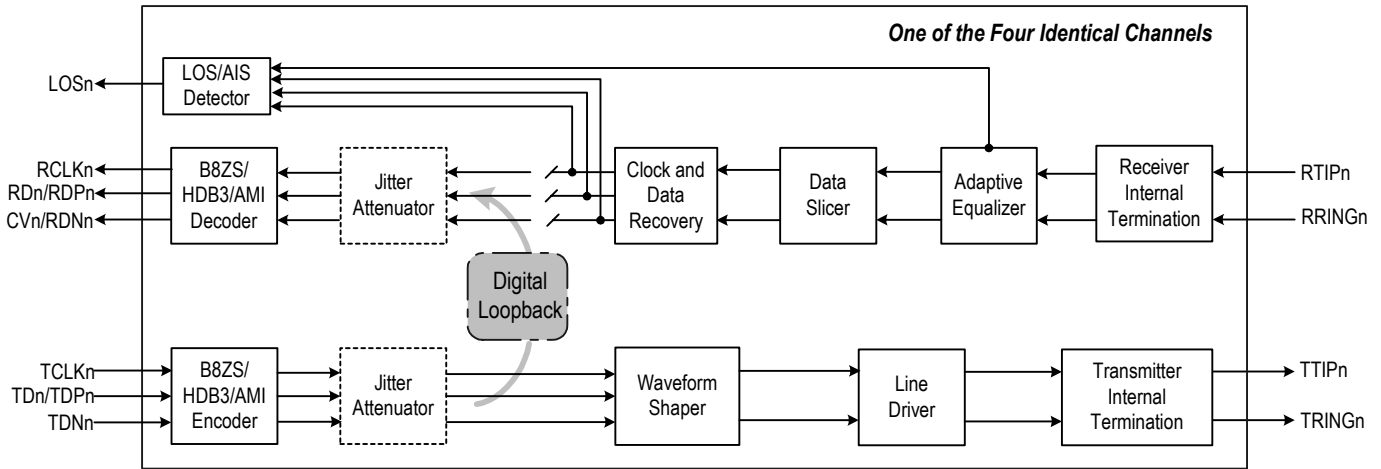 One of the Four Identical Channels
LOSn
LOS/AIS
Detector
RCLKn
RDn/RDPn
CVn/RDNn
B8ZS/
HDB3/AMI
Decoder
Jitter
Attenuator
Clock and
Data
Recovery
Data
Slicer
Adaptive
Equalizer
Receiver
Internal
Termination
RTIPn
RRINGn
Digital
Loopback
TCLKn
TDn/TDPn
TDNn
B8ZS/
HDB3/AMI
Encoder
Jitter
Attenuator
Waveform
Shaper
Line
Driver
Transmitter
Internal
Termination
TTIPn
TRINGn